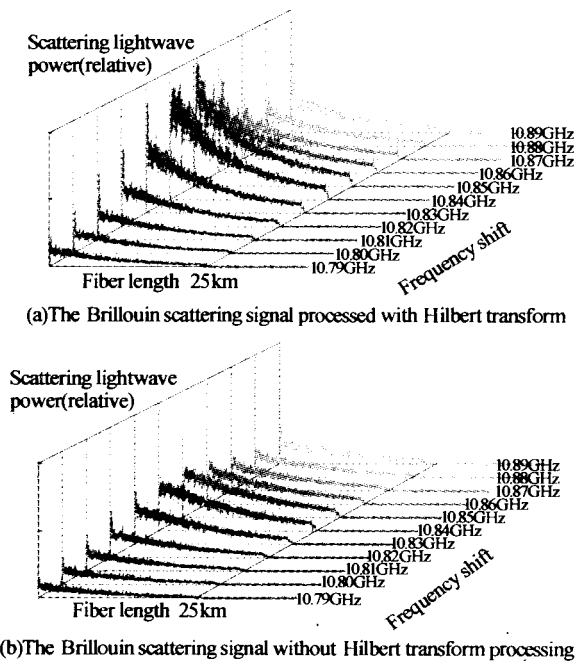 Scattering lightwave
power(relative)
10.89GHz
10.88GHz
10.87GHz
10.86GHz
10.85GHz
10.84GHz
10.83GHz
10.82GHz
10.81GHz
10.80GHz
10.79GHz
Fiber length 25km
Frequency shift
(a)The Brillouin scattering signal processed with Hilbert transform
Scattering lightwave
power(relative)
10.89GHz
10.88GHz
10.87GHz
10.86GHz
10.85GHz
10.84GHz
10.83GHz
10.82GHz
10.81GHz
10.80GHz
10.79GHz
Fiber length 25km
Frequency shift
(b)The Brillouin scattering signal without Hilbert transform processing